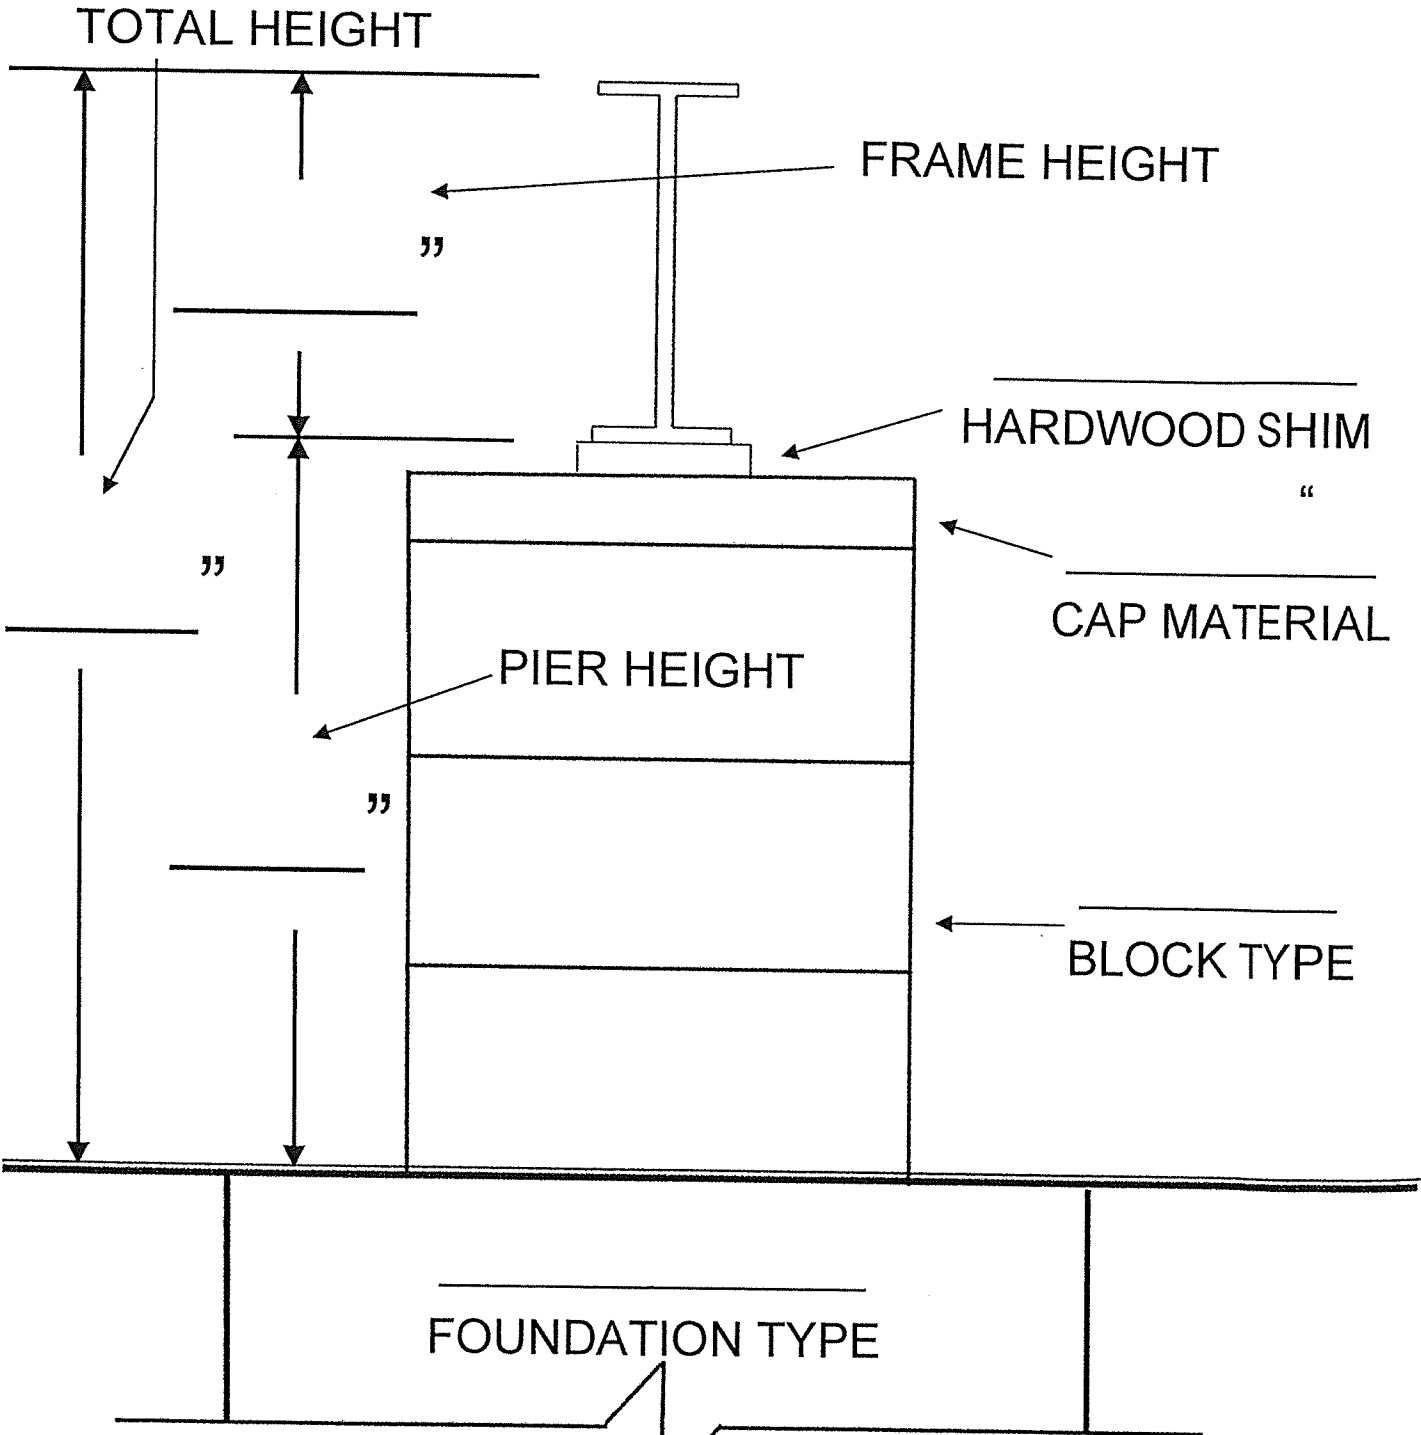 TOTAL HEIGHT
FRAME HEIGHT
”
HARDWOOD SHIM
“
”
CAP MATERIAL
PIER HEIGHT
”
BLOCK TYPE
FOUNDATION TYPE